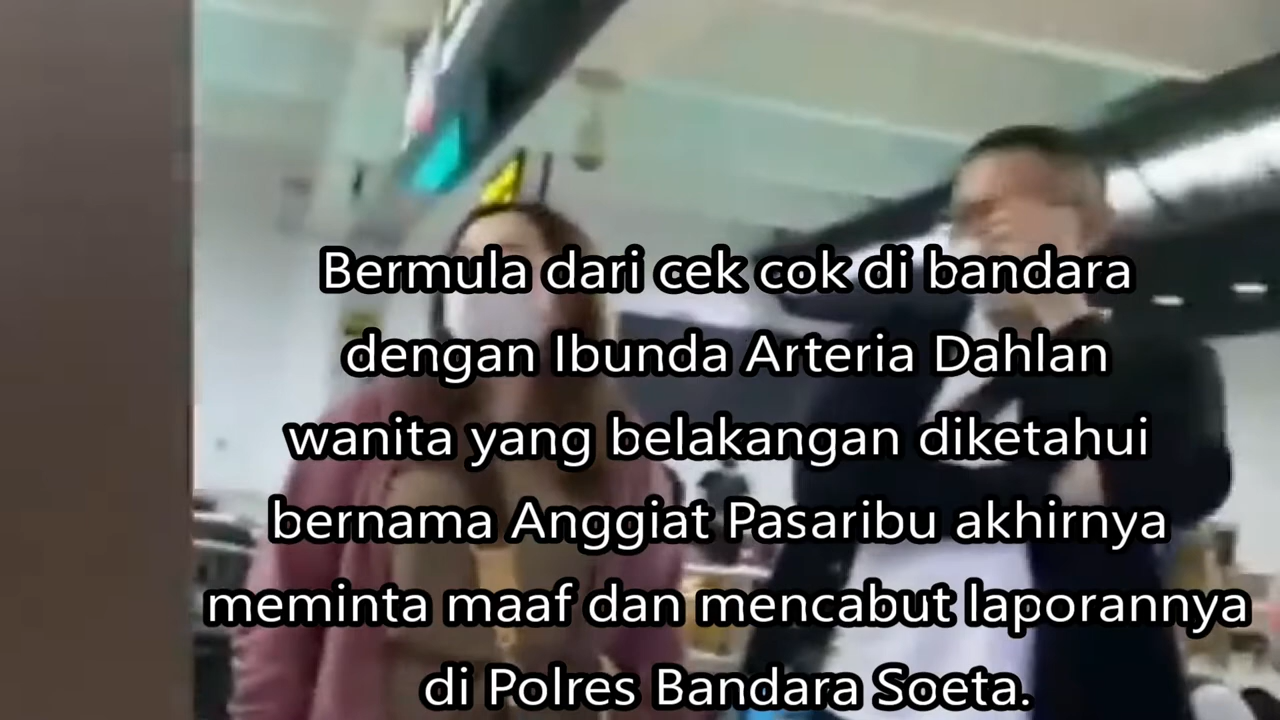 Bermula dari cek cok di bandara
dengan Ibunda Arteria Dahlan
wanita yang belakangan diketahui
bernama Anggiat Pasaribu akhirnya
meminta maaf dan mencabut laporannya
di Polres Bandara Soeta.